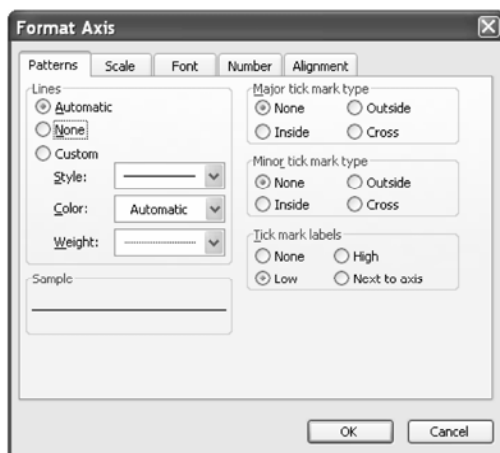 Format Axis
Patterns Scale Font Number Alignment
Lines
Automatic
None
Custom
Style:
Color: Automatic
Weight:
Sample
Major tick mark type
None Outside
Inside Cross
Minor tick mark type
None Outside
Inside Cross
Tick mark labels
None High
Low Next to axis
OK Cancel